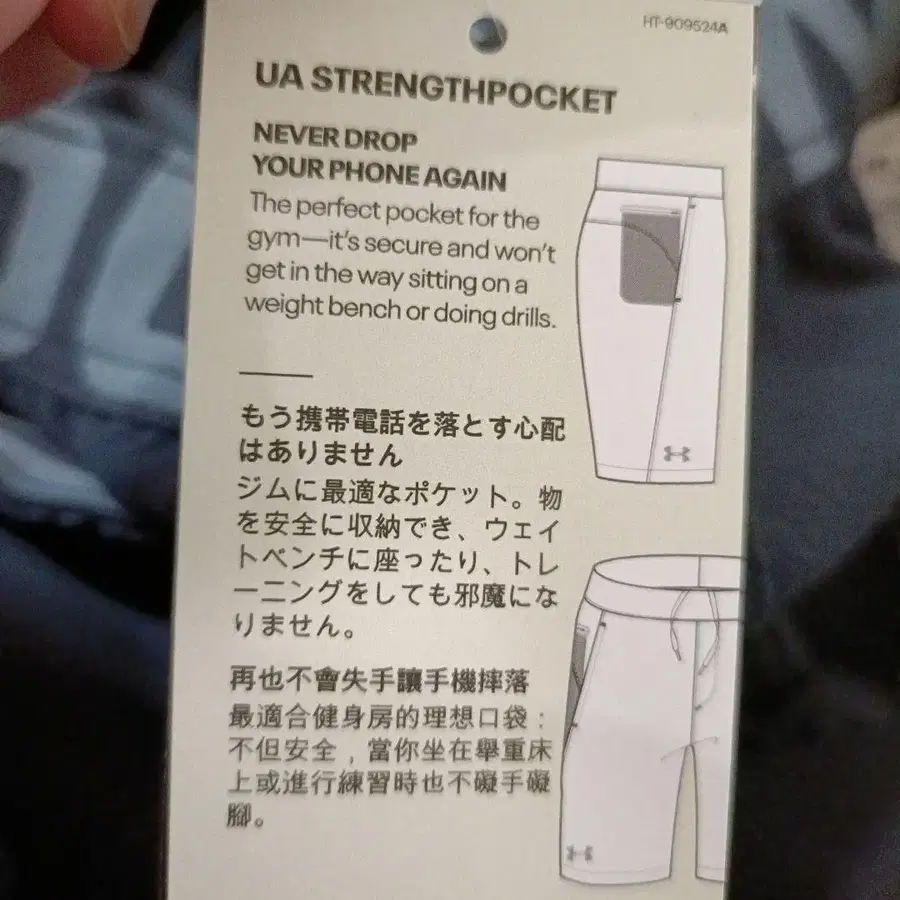 HT-909524A
UA STRENGTHPOCKET
NEVER DROP
YOUR PHONE AGAIN
The perfect pocket for the
gym—it's secure and won't
get in the way sitting on a
weight bench or doing drills.
もう携帯電話を落とす心配
はありません
ジムに最適なポケット。物
を安全に収納でき、ウェイ
トベンチに座ったり、トレ
ーニングをしても邪魔にな
りません。
再也不會失手讓手機摔落
最適合健身房的理想口袋：
不但安全，當你坐在舉重床
上或進行練習時也不礙手礙
腳。